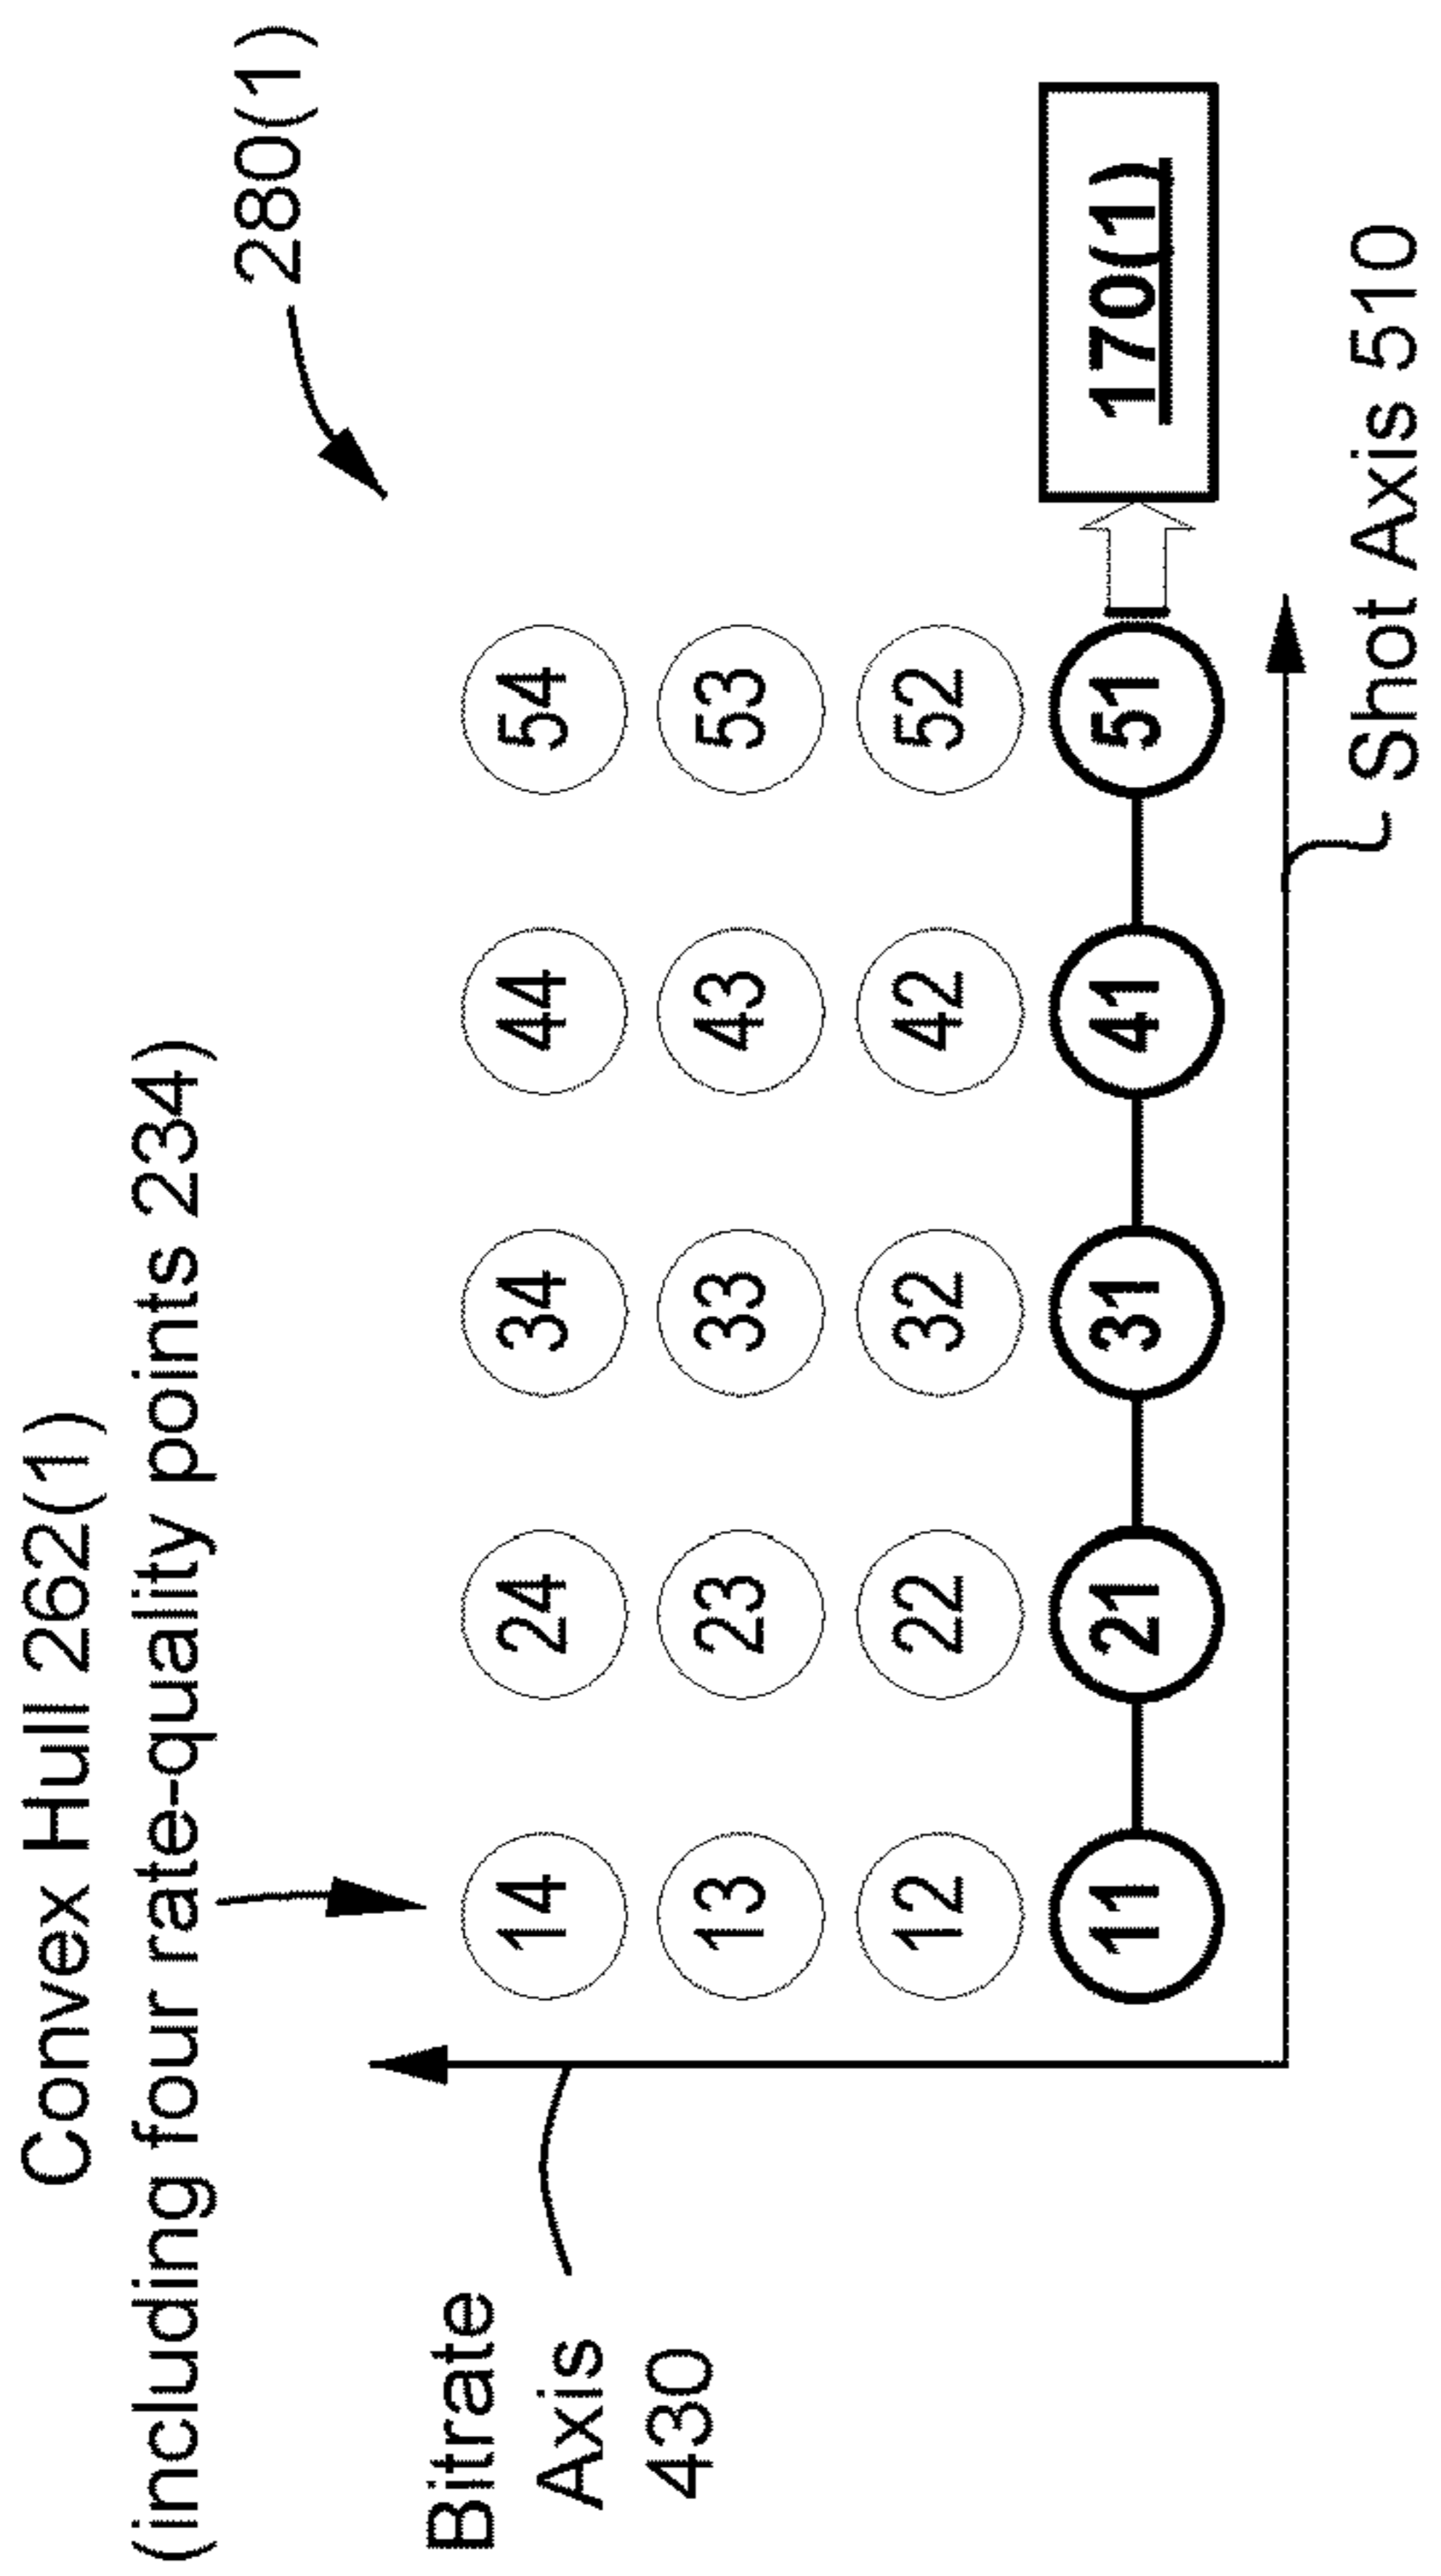 Convex Hull 262(1)
(including four rate-quality points 234)
280(1)
Bitrate
Axis
430
14 24 34 44 54
13 23 33 43 53
12 22 32 42 52
11 21 31 41 51
170(1)
Shot Axis 510